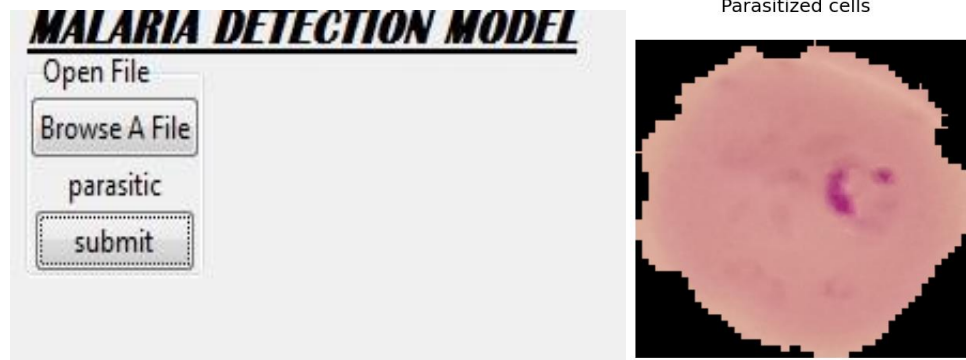 MALARIA DETECTION MODEL
Open File
Browse A File
parasitic
submit
Parasitized cells